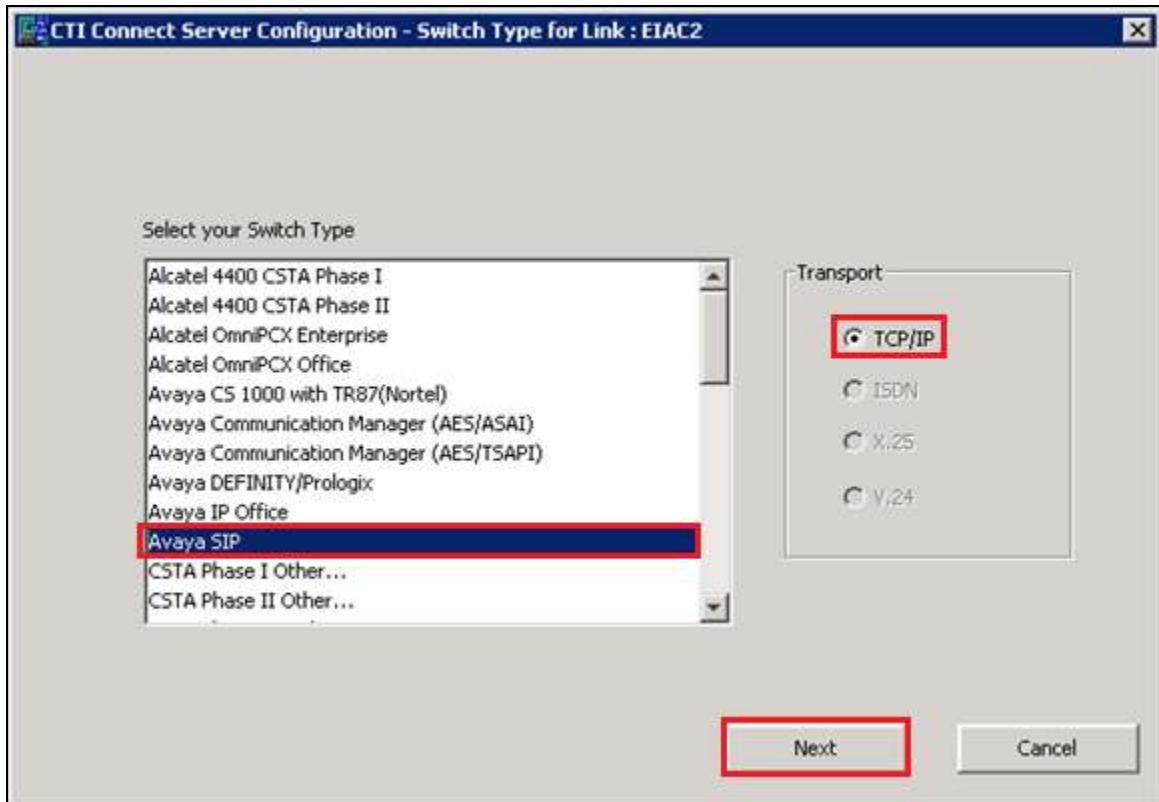 CTI Connect Server Configuration - Switch Type for Link : EIAC2
Select your Switch Type
Alcatel 4400 CSTA Phase I
Alcatel 4400 CSTA Phase II
Alcatel OmniPCX Enterprise
Alcatel OmniPCX Office
Avaya CS 1000 with TR87(Nortel)
Avaya Communication Manager (AES/ASAI)
Avaya Communication Manager (AES/TSAPI)
Avaya DEFINITY/Prologix
Avaya IP Office
Avaya SIP
CSTA Phase I Other...
CSTA Phase II Other...
Transport
TCP/IP
ISDN
X.25
V.24
Next
Cancel